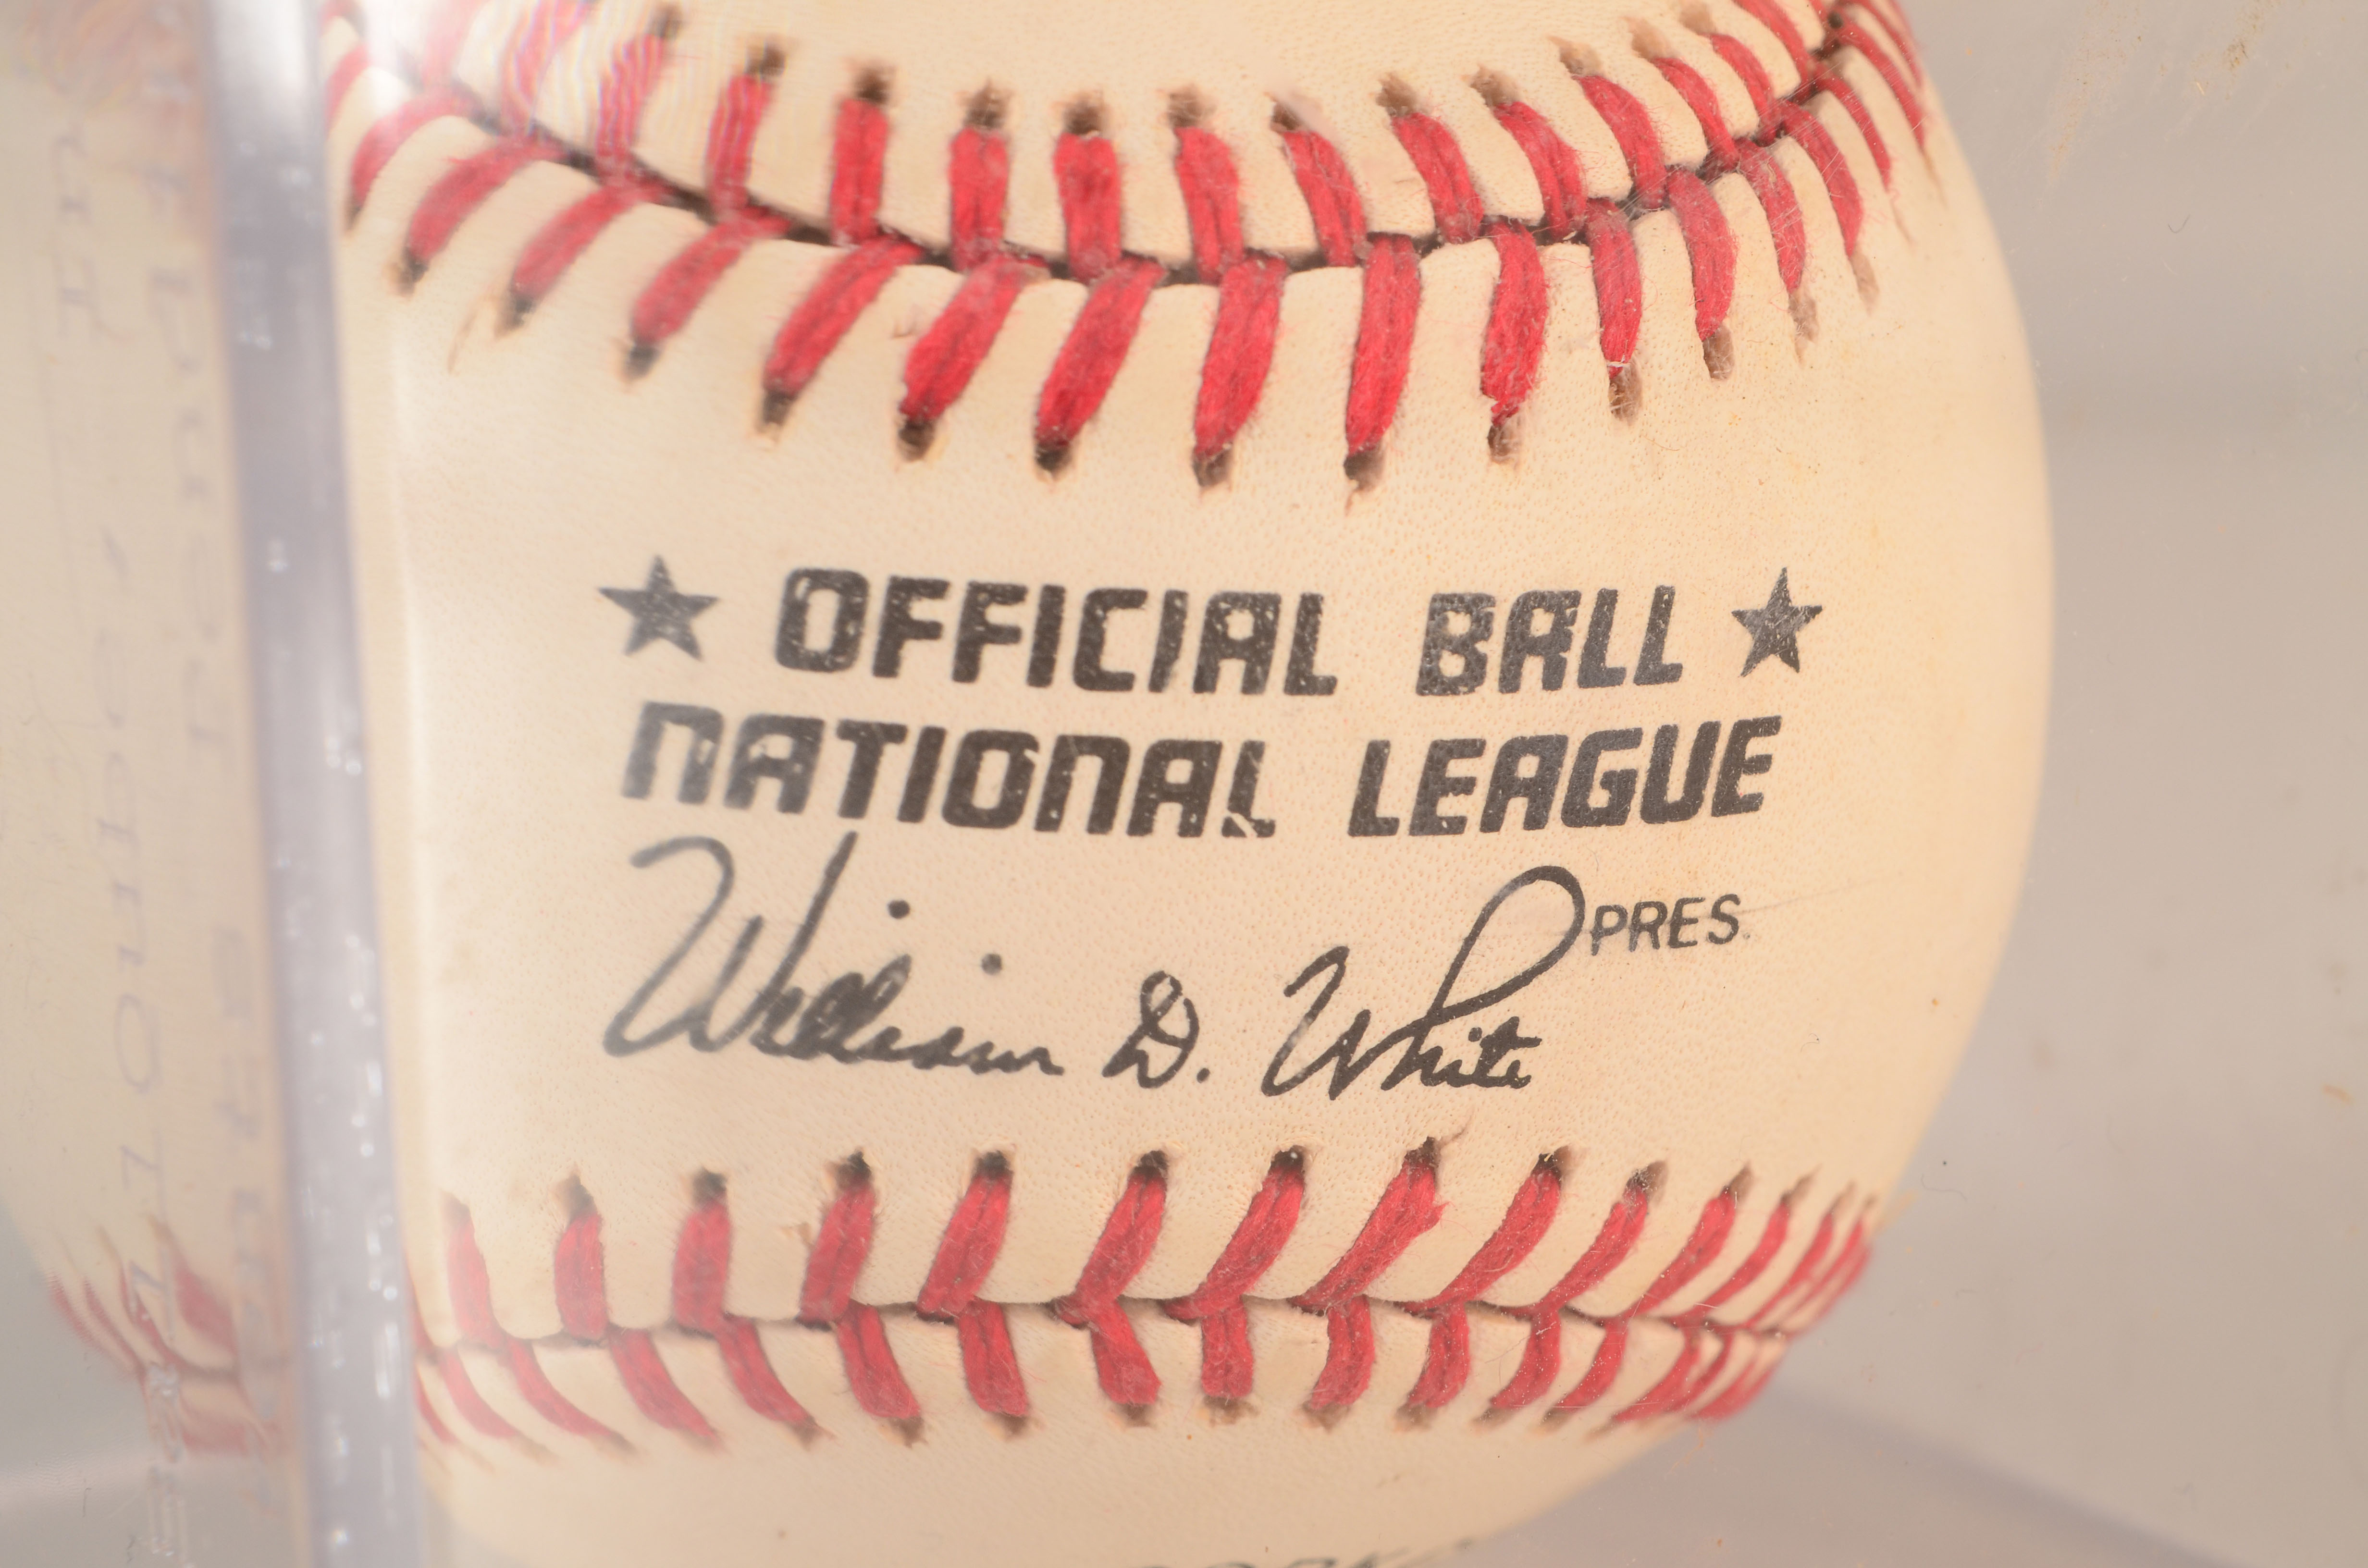 ★ OFFICIAL BALL ★
NATIONAL LEAGUE
PRES.
William D. White